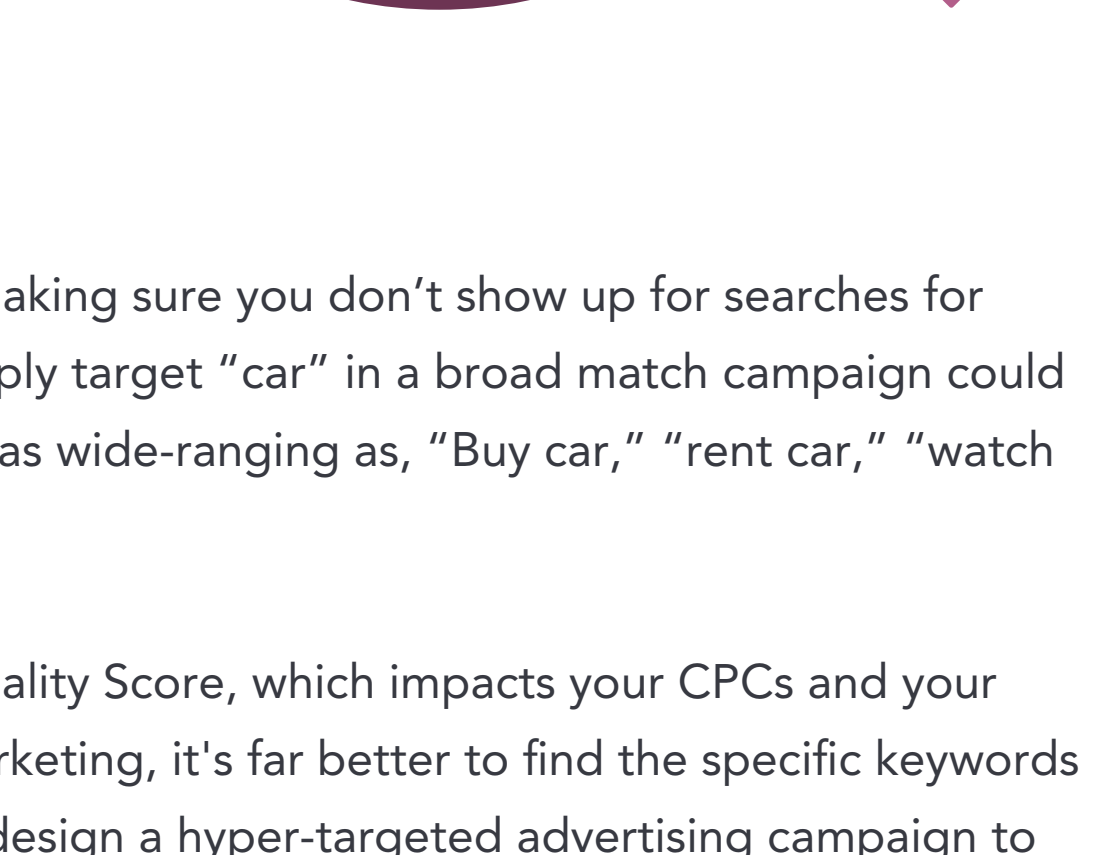 aking sure you don’t show up for searches for
ply target “car” in a broad match campaign could
as wide-ranging as, “Buy car,” “rent car,” “watch
ality Score, which impacts your CPCs and your
rketing, it's far better to find the specific keywords
design a hyper-targeted advertising campaign to